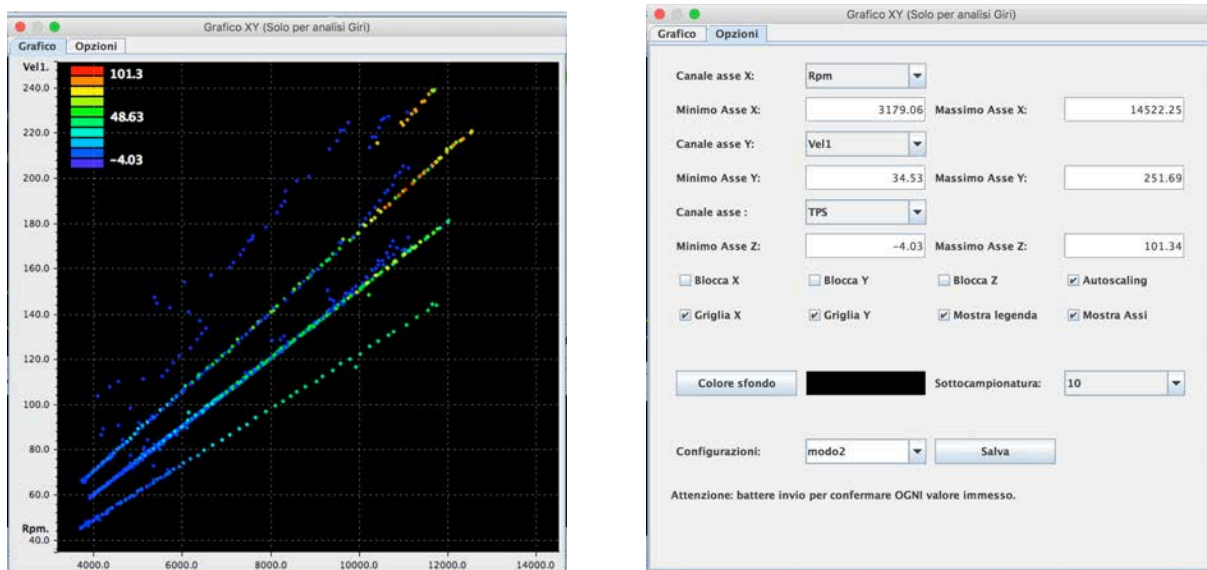 Grafico XY (Solo per analisi Giri)
Grafico Opzioni
Vel1.
240.0
220.0
200.0
180.0
160.0
140.0
120.0
100.0
80.0
60.0
Rpm.
40.0
101.3
48.63
-4.03
4000.0 6000.0 8000.0 10000.0 12000.0 14000.0
Grafico XY (Solo per analisi Giri)
Grafico Opzioni
Canale asse X: Rpm
Minimo Asse X: 3179.06 Massimo Asse X: 14522.25
Canale asse Y: Vel1
Minimo Asse Y: 34.53 Massimo Asse Y: 251.69
Canale asse : TPS
Minimo Asse Z: -4.03 Massimo Asse Z: 101.34
Blocca X Blocca Y Blocca Z Autoscaling
Griglia X Griglia Y Mostra legenda Mostra Assi
Colore sfondo Sottocampionatura: 10
Configurazioni: modo2 Salva
Attenzione: battere invio per confermare OGNI valore immesso.